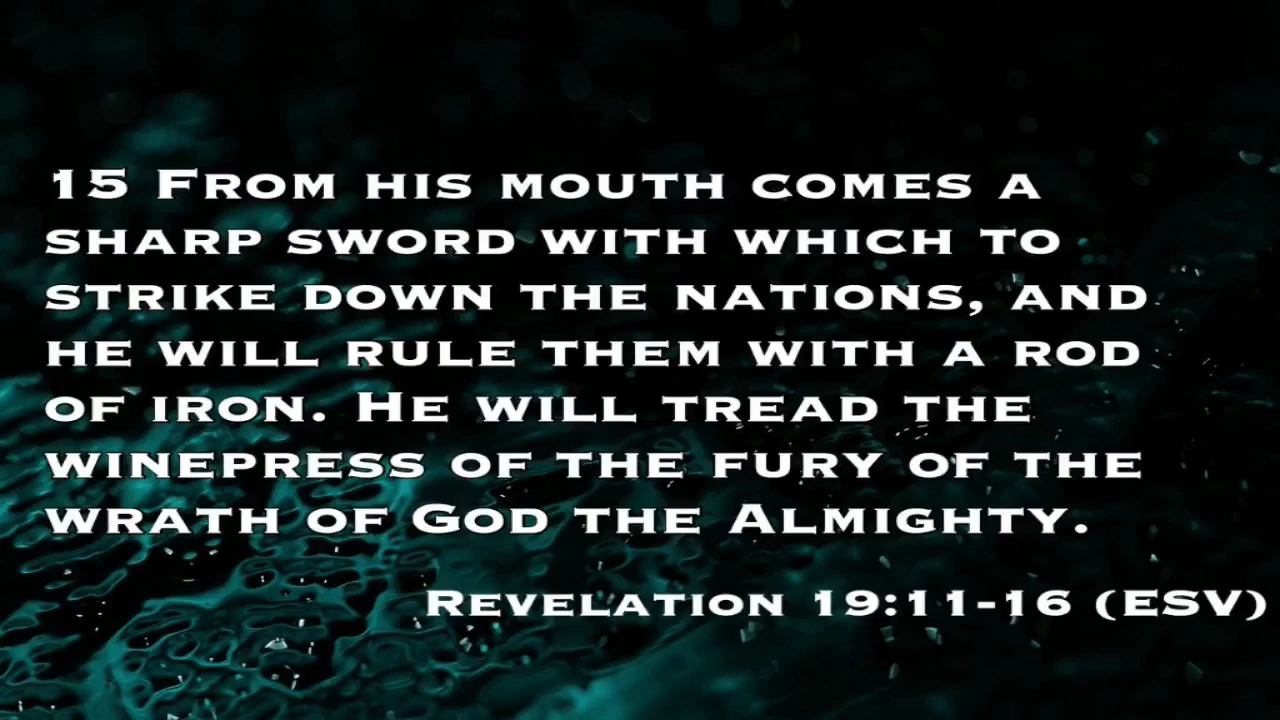 15 From his mouth comes a
sharp sword with which to
strike down the nations, and
he will rule them with a rod
of iron. He will tread the
winepress of the fury of the
wrath of God the Almighty.
Revelation 19:11-16 (ESV)